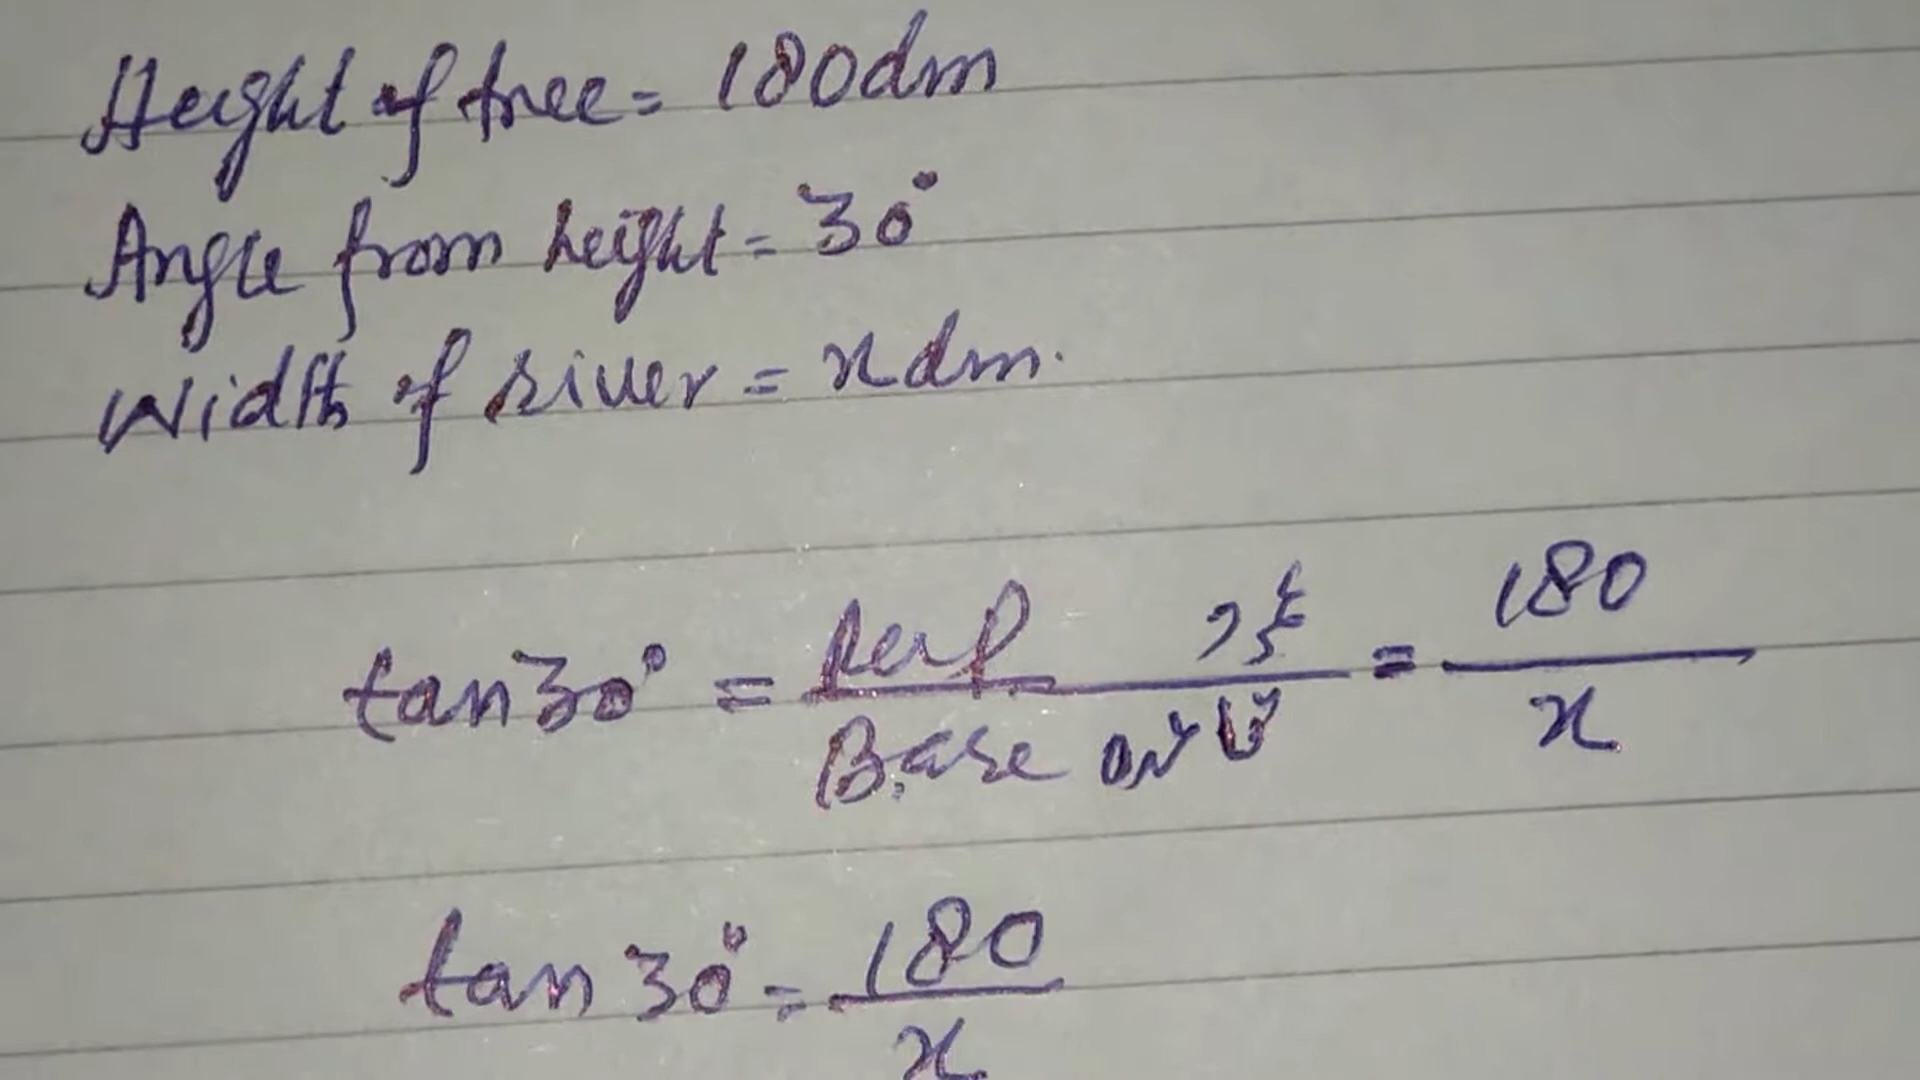 Height of tree = 180dm
Angle from height = 30°
Width of river = x dm.
tan30° = perp / Base = 180 / x
tan 30° = 180 / x